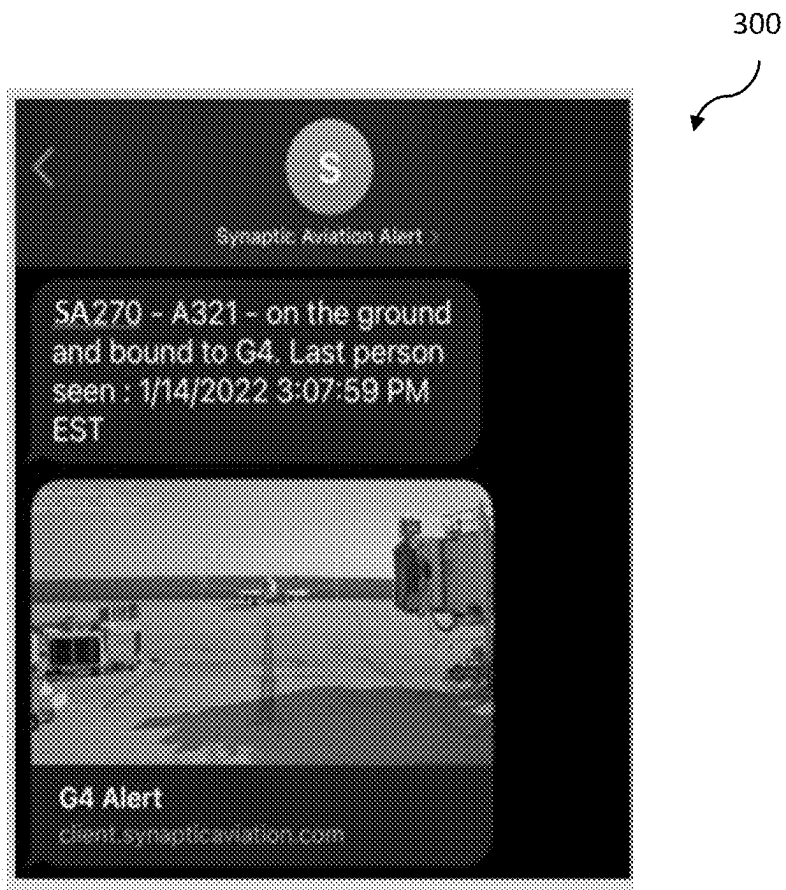 300
S
Synaptic Aviation Alert >
SA270 - A321 - on the ground
and bound to G4. Last person
seen : 1/14/2022 3:07:59 PM
EST
G4 Alert
client.synapticaviation.com